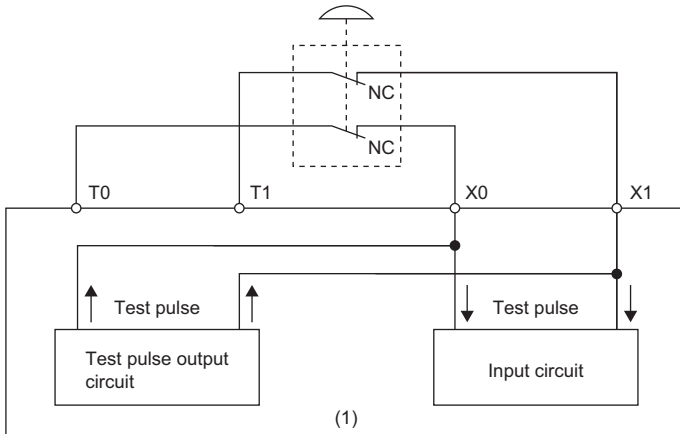 NC
NC
T0 T1 X0 X1
Test pulse Test pulse
Test pulse output
circuit
Input circuit
(1)